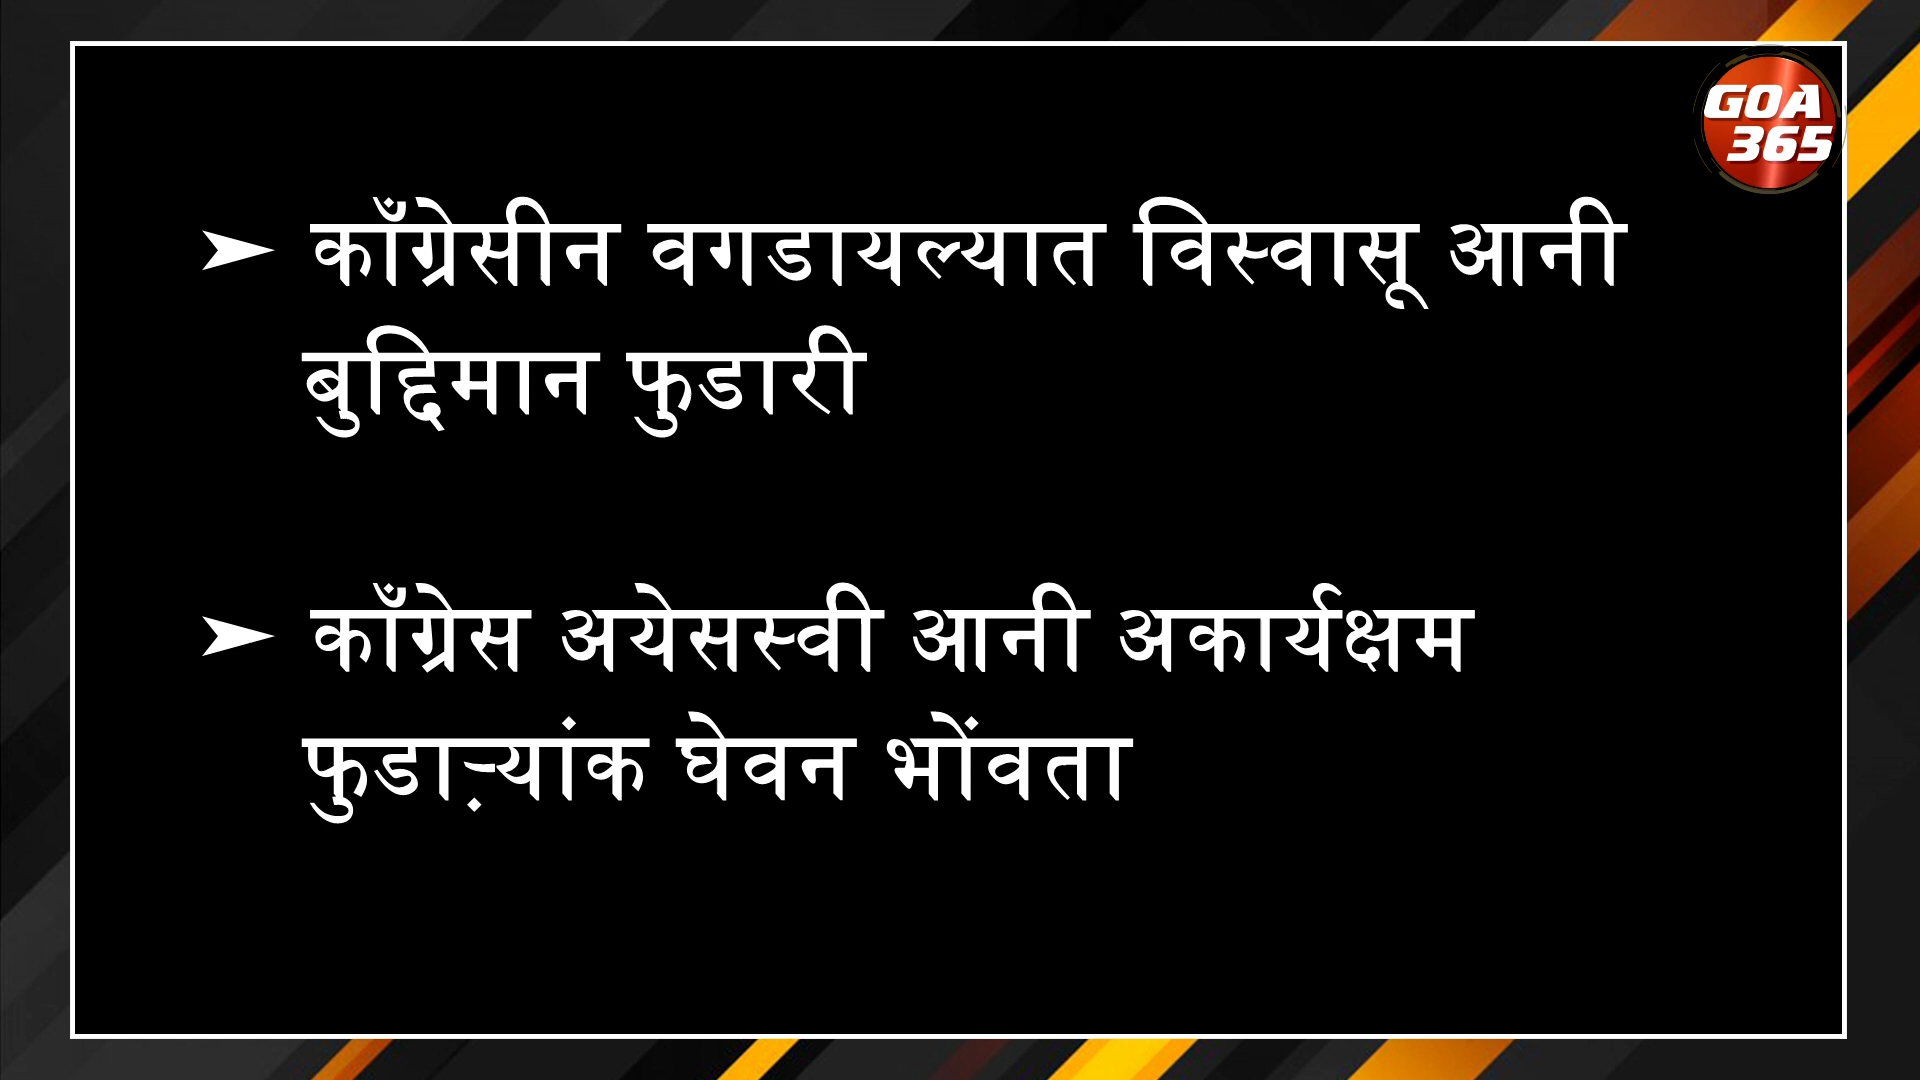 GOA
365
➤ काँग्रेसीन वगडायल्यात विस्वासू आनी
बुद्दिमान फुडारी
➤ काँग्रेस अयेसस्वी आनी अकार्यक्षम
फुडाऱ्यांक घेवन भोंवता